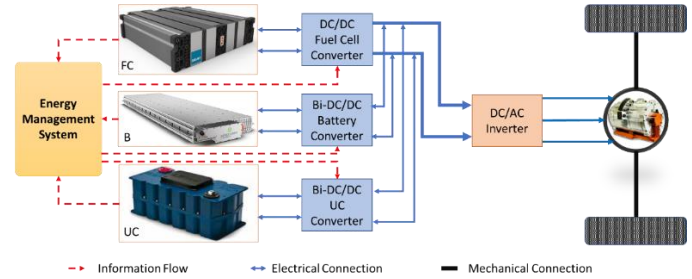 DC/DC
Fuel Cell
Converter
FC
Energy
Management
System
Bi-DC/DC
Battery
Converter
B
DC/AC
Inverter
Bi-DC/DC
UC
Converter
UC
Information Flow
Electrical Connection
Mechanical Connection